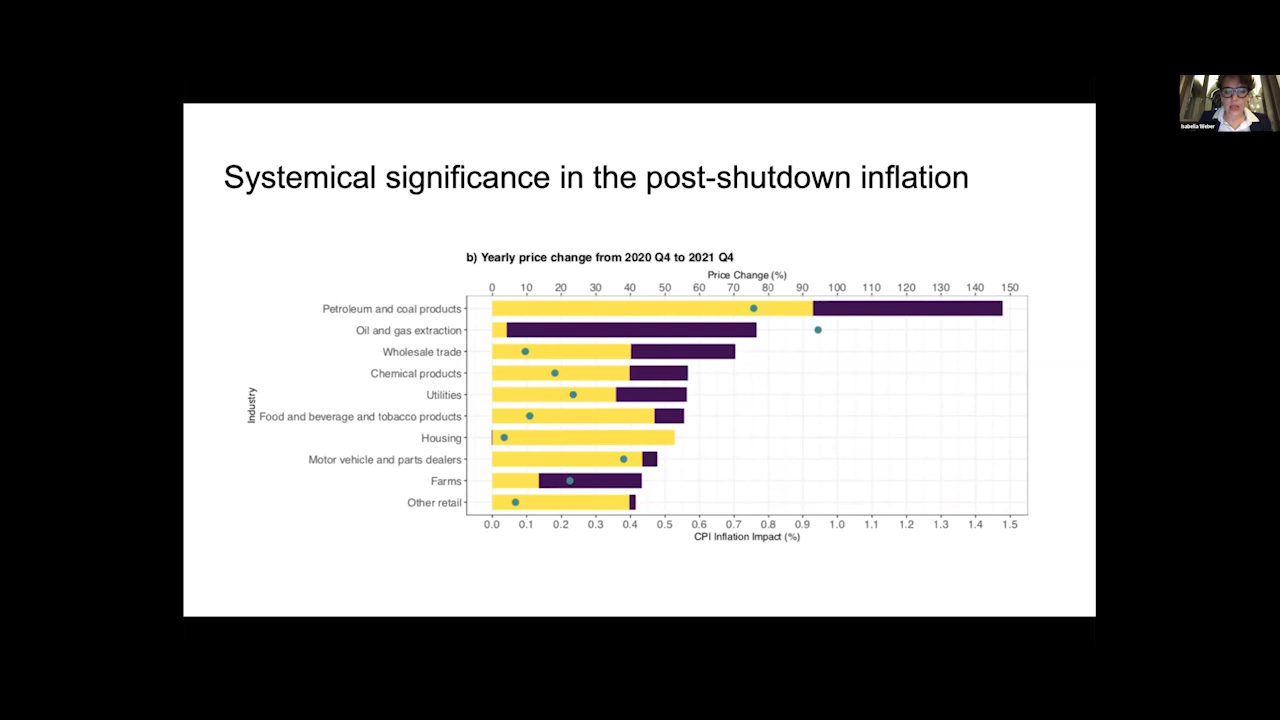 Isabella Weber
Systemical significance in the post-shutdown inflation
b) Yearly price change from 2020 Q4 to 2021 Q4
Price Change (%)
0 10 20 30 40 50 60 70 80 90 100 110 120 130 140 150
Industry
Petroleum and coal products
Oil and gas extraction
Wholesale trade
Chemical products
Utilities
Food and beverage and tobacco products
Housing
Motor vehicle and parts dealers
Farms
Other retail
0.0 0.1 0.2 0.3 0.4 0.5 0.6 0.7 0.8 0.9 1.0 1.1 1.2 1.3 1.4 1.5
CPI Inflation Impact (%)